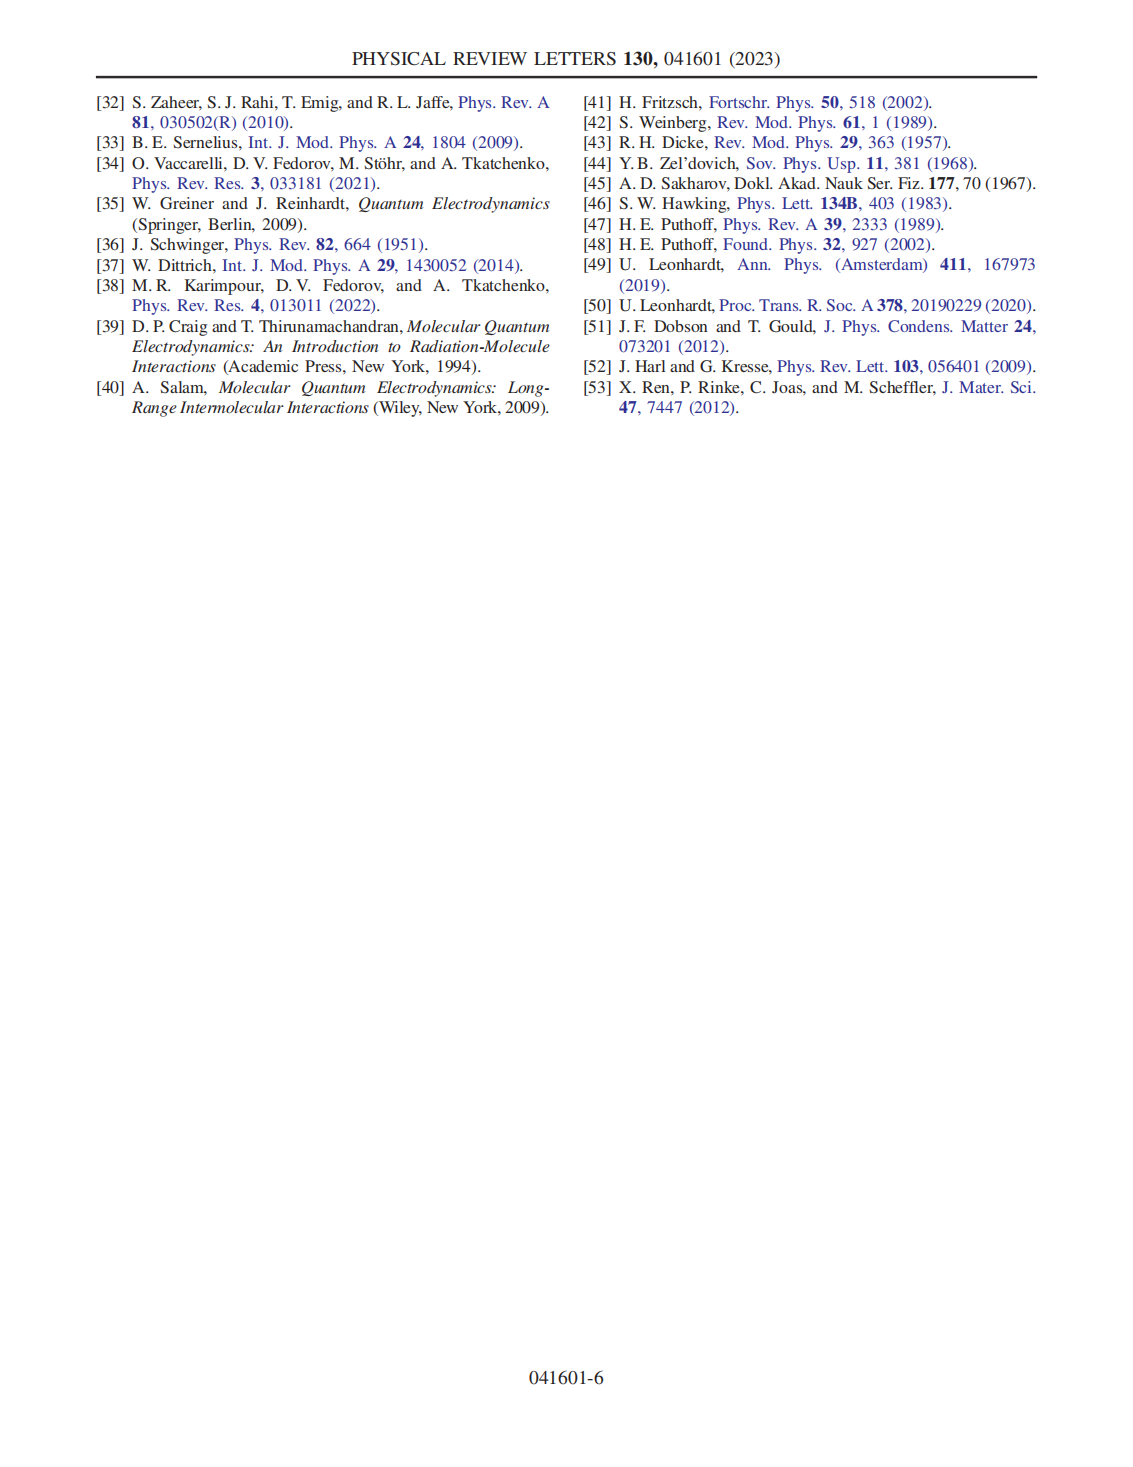 PHYSICAL REVIEW LETTERS 130, 041601 (2023)
[32] S. Zaheer, S. J. Rahi, T. Emig, and R. L. Jaffe, Phys. Rev. A
81, 030502(R) (2010).
[33] B. E. Sernelius, Int. J. Mod. Phys. A 24, 1804 (2009).
[34] O. Vaccarelli, D. V. Fedorov, M. Stöhr, and A. Tkatchenko,
Phys. Rev. Res. 3, 033181 (2021).
[35] W. Greiner and J. Reinhardt, Quantum Electrodynamics
(Springer, Berlin, 2009).
[36] J. Schwinger, Phys. Rev. 82, 664 (1951).
[37] W. Dittrich, Int. J. Mod. Phys. A 29, 1430052 (2014).
[38] M. R. Karimpour, D. V. Fedorov, and A. Tkatchenko,
Phys. Rev. Res. 4, 013011 (2022).
[39] D. P. Craig and T. Thirunamachandran, Molecular Quantum
Electrodynamics: An Introduction to Radiation-Molecule
Interactions (Academic Press, New York, 1994).
[40] A. Salam, Molecular Quantum Electrodynamics: Long-
Range Intermolecular Interactions (Wiley, New York, 2009).
[41] H. Fritzsch, Fortschr. Phys. 50, 518 (2002).
[42] S. Weinberg, Rev. Mod. Phys. 61, 1 (1989).
[43] R. H. Dicke, Rev. Mod. Phys. 29, 363 (1957).
[44] Y. B. Zel'dovich, Sov. Phys. Usp. 11, 381 (1968).
[45] A. D. Sakharov, Dokl. Akad. Nauk Ser. Fiz. 177, 70 (1967).
[46] S. W. Hawking, Phys. Lett. 134B, 403 (1983).
[47] H. E. Puthoff, Phys. Rev. A 39, 2333 (1989).
[48] H. E. Puthoff, Found. Phys. 32, 927 (2002).
[49] U. Leonhardt, Ann. Phys. (Amsterdam) 411, 167973
(2019).
[50] U. Leonhardt, Proc. Trans. R. Soc. A 378, 20190229 (2020).
[51] J. F. Dobson and T. Gould, J. Phys. Condens. Matter 24,
073201 (2012).
[52] J. Harl and G. Kresse, Phys. Rev. Lett. 103, 056401 (2009).
[53] X. Ren, P. Rinke, C. Joas, and M. Scheffler, J. Mater. Sci.
47, 7447 (2012).
041601-6